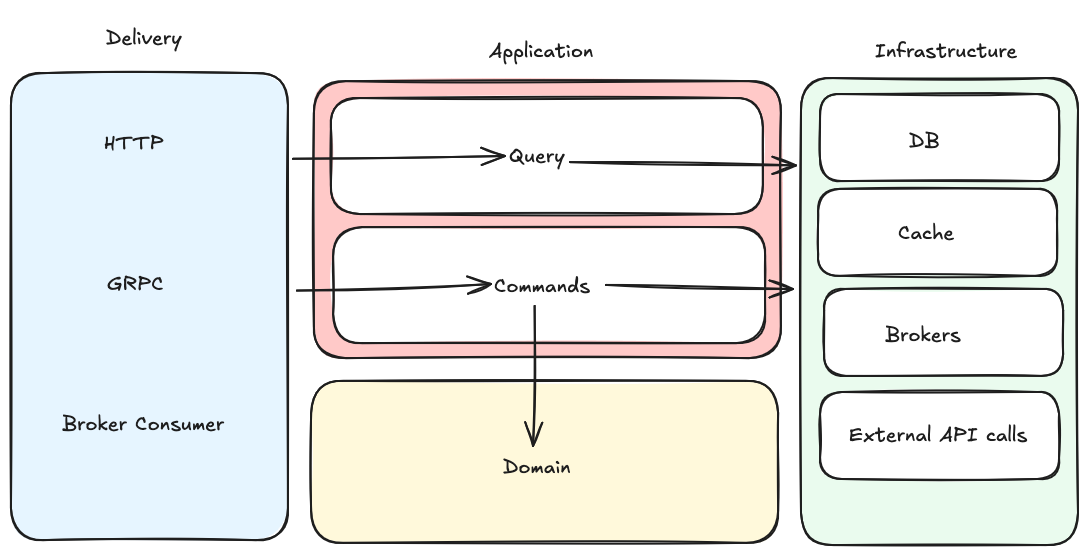 Delivery
Application
Infrastructure
HTTP
GRPC
Broker Consumer
Query
Commands
Domain
DB
Cache
Brokers
External API calls